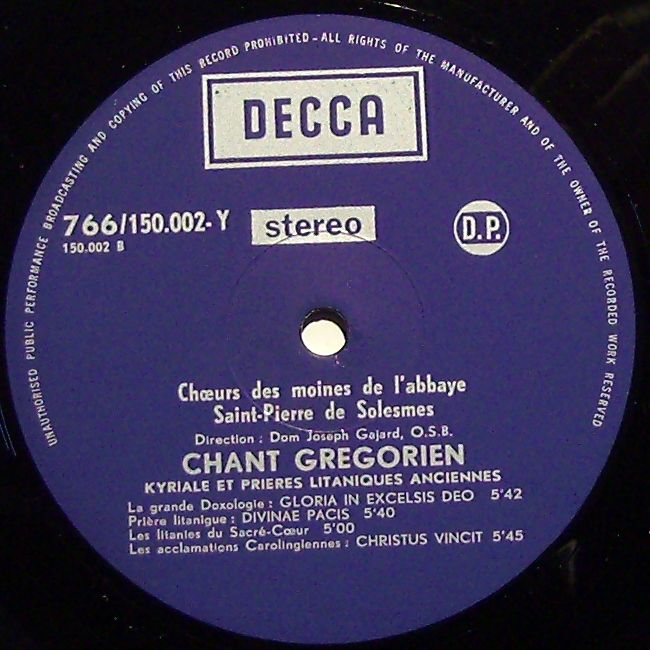 UNAUTHORISED PUBLIC PERFORMANCE BROADCASTING AND COPYING OF THIS RECORD PROHIBITED - ALL RIGHTS OF THE MANUFACTURER AND OF THE OWNER OF THE RECORDED WORK RESERVED
DECCA
766/150.002-Y stereo D.P.
150.002 B
Chœurs des moines de l'abbaye
Saint-Pierre de Solesmes
Direction : Dom Joseph Gajard, O.S.B.
CHANT GREGORIEN
KYRIALE ET PRIERES LITANIQUES ANCIENNES
La grande Doxologie : GLORIA IN EXCELSIS DEO 5'42
Prière litanique : DIVINAE PACIS 5'40
Les litanies du Sacré-Cœur 5'00
Les acclamations Carolingiennes : CHRISTUS VINCIT 5'45